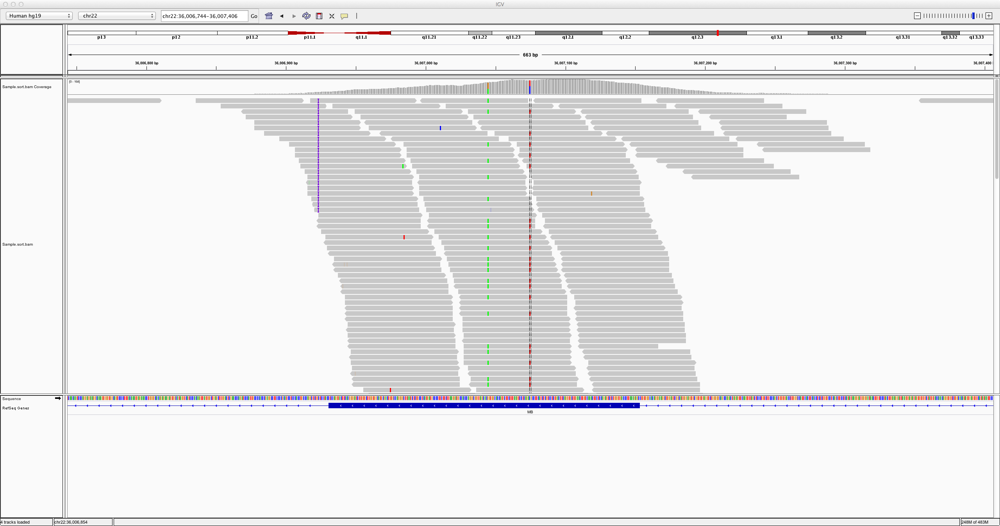 IGV
Human hg19 chr22 chr22:36,006,744-36,007,406 Go
p13 p12 p11.2 p11.1 q11.1 q11.21 q11.22 q11.23 q12.1 q12.2 q12.3 q13.1 q13.2 q13.31 q13.32 q13.33
663 bp
36,006,800 bp 36,006,900 bp 36,007,000 bp 36,007,100 bp 36,007,200 bp 36,007,300 bp 36,007,400
[0 - 164]
Sample.sort.bam Coverage
Sample.sort.bam
Sequence
RefSeq Genes
MB
4 tracks loaded chr22:36,006,854 248M of 483M